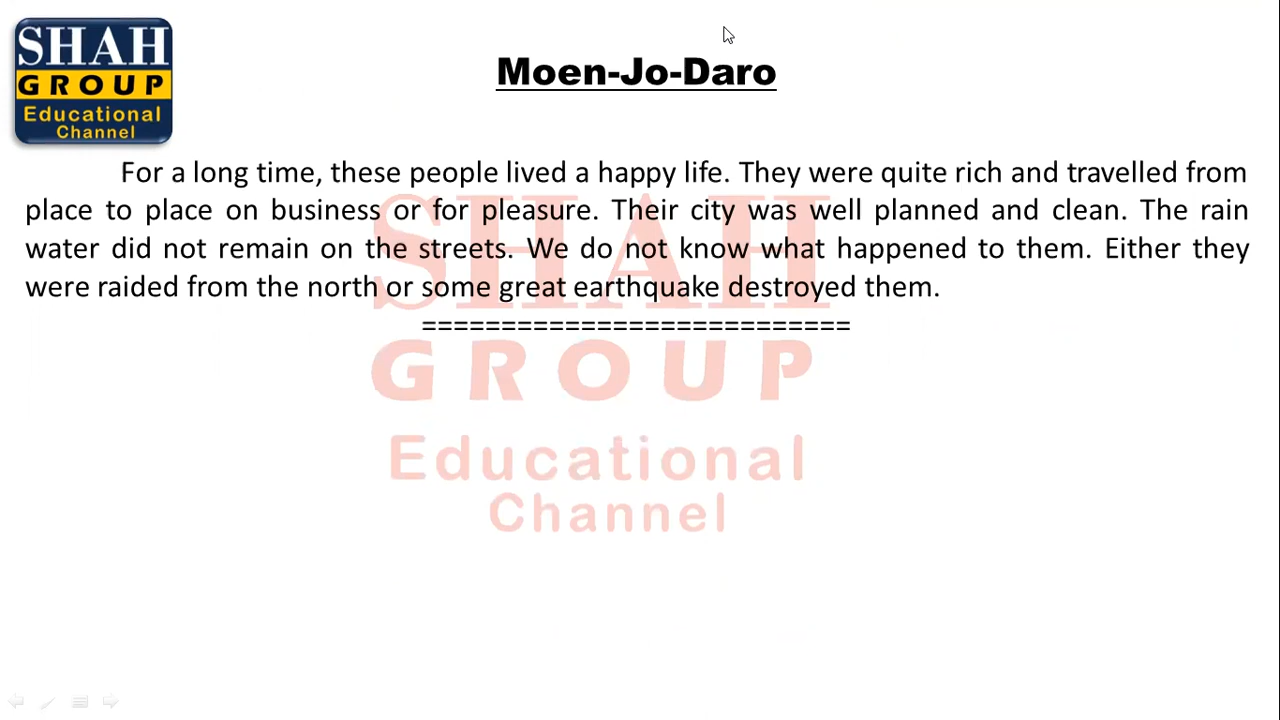 SHAH
GROUP
Educational
Channel
Moen-Jo-Daro
For a long time, these people lived a happy life. They were quite rich and travelled from
place to place on business or for pleasure. Their city was well planned and clean. The rain
water did not remain on the streets. We do not know what happened to them. Either they
were raided from the north or some great earthquake destroyed them.
===========================
SHAH
GROUP
Educational
Channel